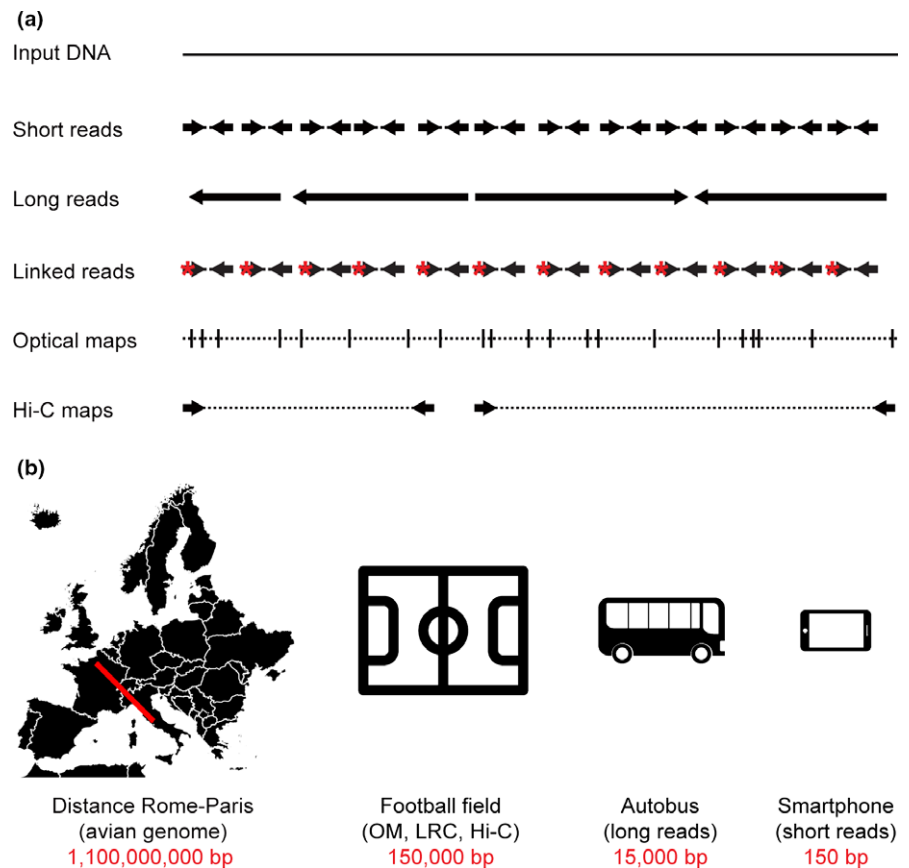 (a)
Input DNA
Short reads
Long reads
Linked reads
Optical maps
Hi-C maps
(b)
Distance Rome-Paris
(avian genome)
1,100,000,000 bp
Football field
(OM, LRC, Hi-C)
150,000 bp
Autobus
(long reads)
15,000 bp
Smartphone
(short reads)
150 bp